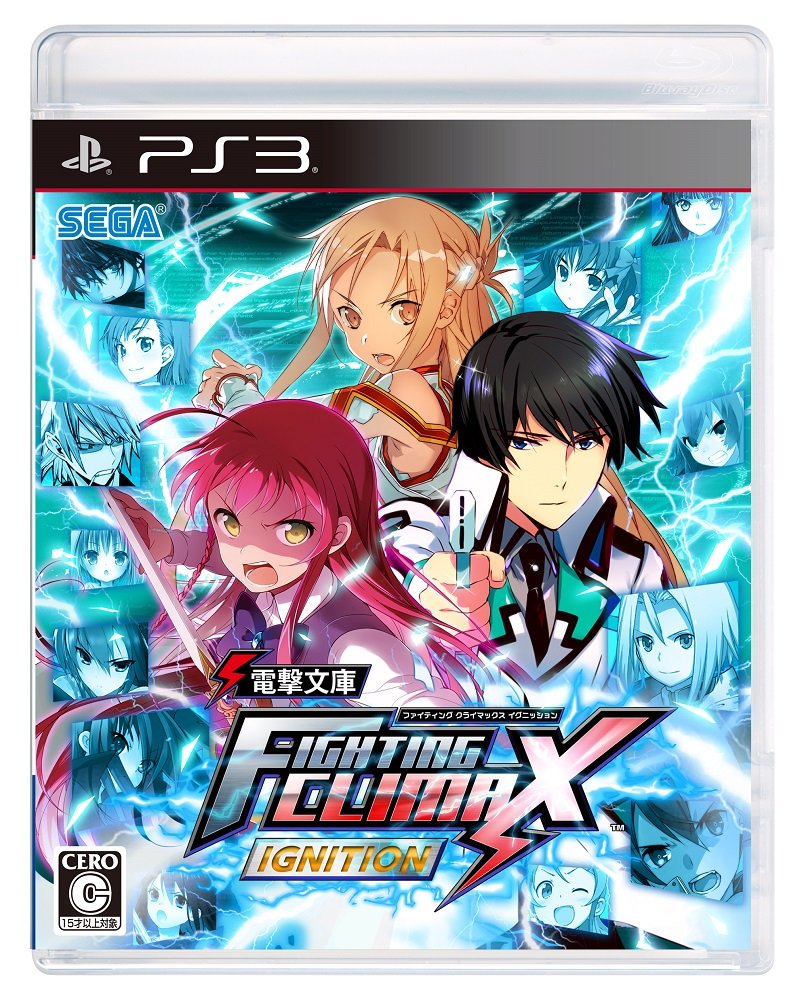 Blu-ray Disc
PS3®
SEGA®
電撃文庫
ファイティング クライマックス イグニッション
FIGHTING
CLIMAX™
IGNITION
CERO
C
15才以上対象